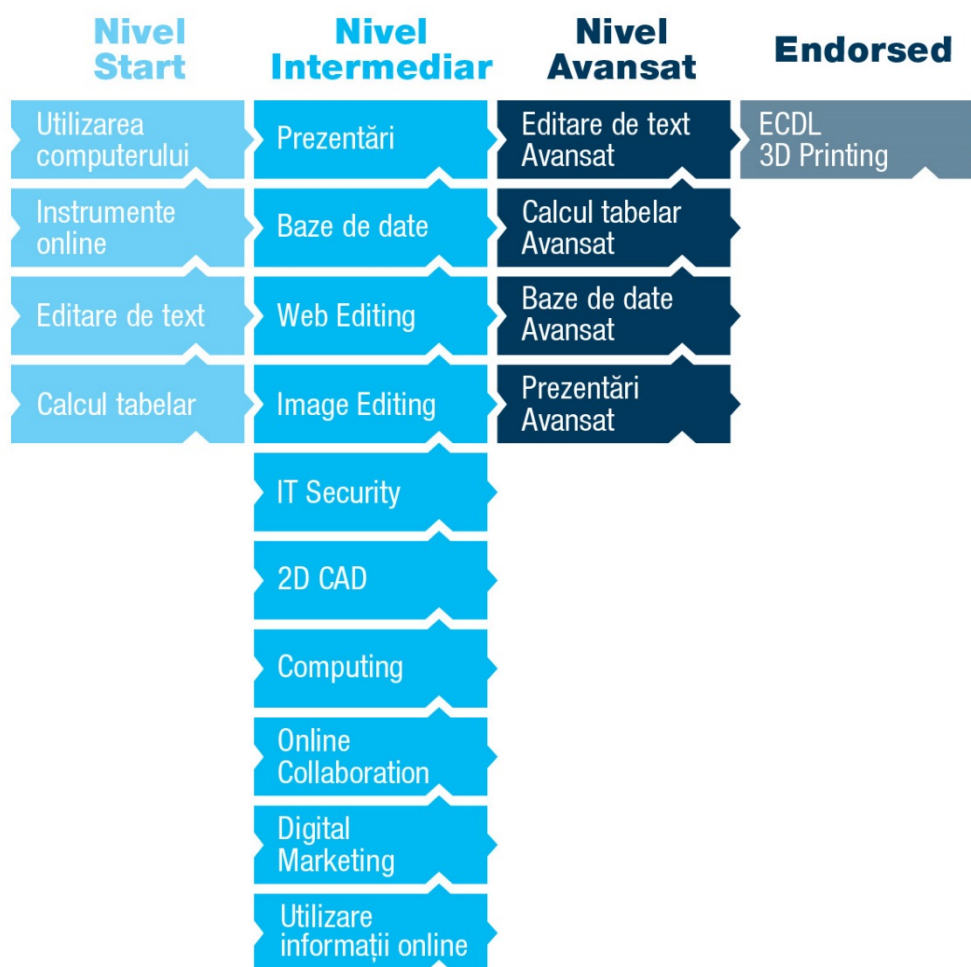 Nivel
Start
Utilizarea
computerului
Instrumente
online
Editare de text
Calcul tabelar
Nivel
Intermediar
Prezentări
Baze de date
Web Editing
Image Editing
IT Security
2D CAD
Computing
Online
Collaboration
Digital
Marketing
Utilizare
informații online
Nivel
Avansat
Editare de text
Avansat
Calcul tabelar
Avansat
Baze de date
Avansat
Prezentări
Avansat
Endorsed
ECDL
3D Printing